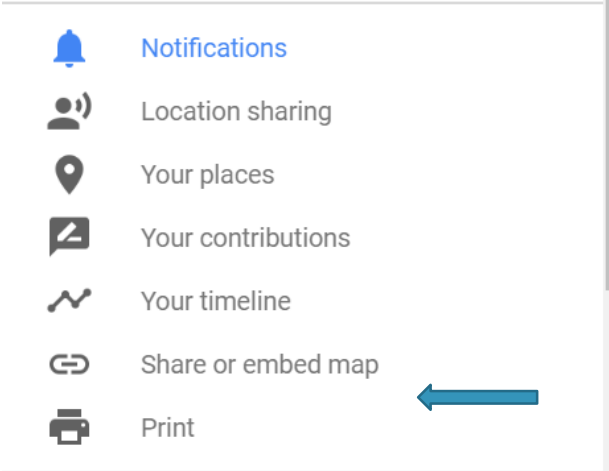 Notifications
Location sharing
Your places
Your contributions
Your timeline
Share or embed map
Print